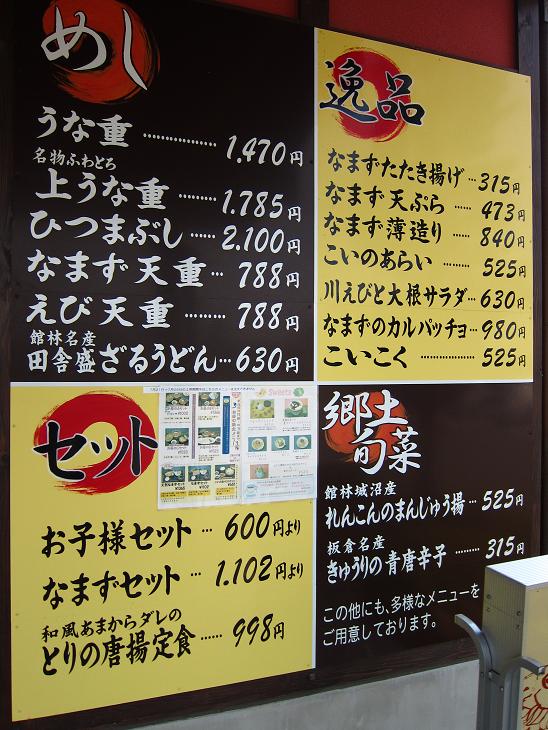 めし
うな重 ………… 1.470円
名物ふわとろ
上うな重 ……… 1.785円
ひつまぶし … 2.100円
なまず天重 … 788円
えび天重 ……… 788円
館林名産
田舎盛ざるうどん … 630円
逸品
なまずたたき揚げ … 315円
なまず天ぷら … 473円
なまず薄造り … 840円
こいのあらい … 525円
川えびと大根サラダ … 630円
なまずのカルパッチョ … 980円
こいこく ………… 525円
セット
Sweets
お子様セット … 600円より
なまずセット … 1.102円より
和風あまからダレの
とりの唐揚定食 …… 998円
郷土
旬菜
館林城沼産
れんこんのまんじゅう揚 … 525円
板倉名産
きゅうりの青唐辛子 … 315円
この他にも、多様なメニューを
ご用意しております。